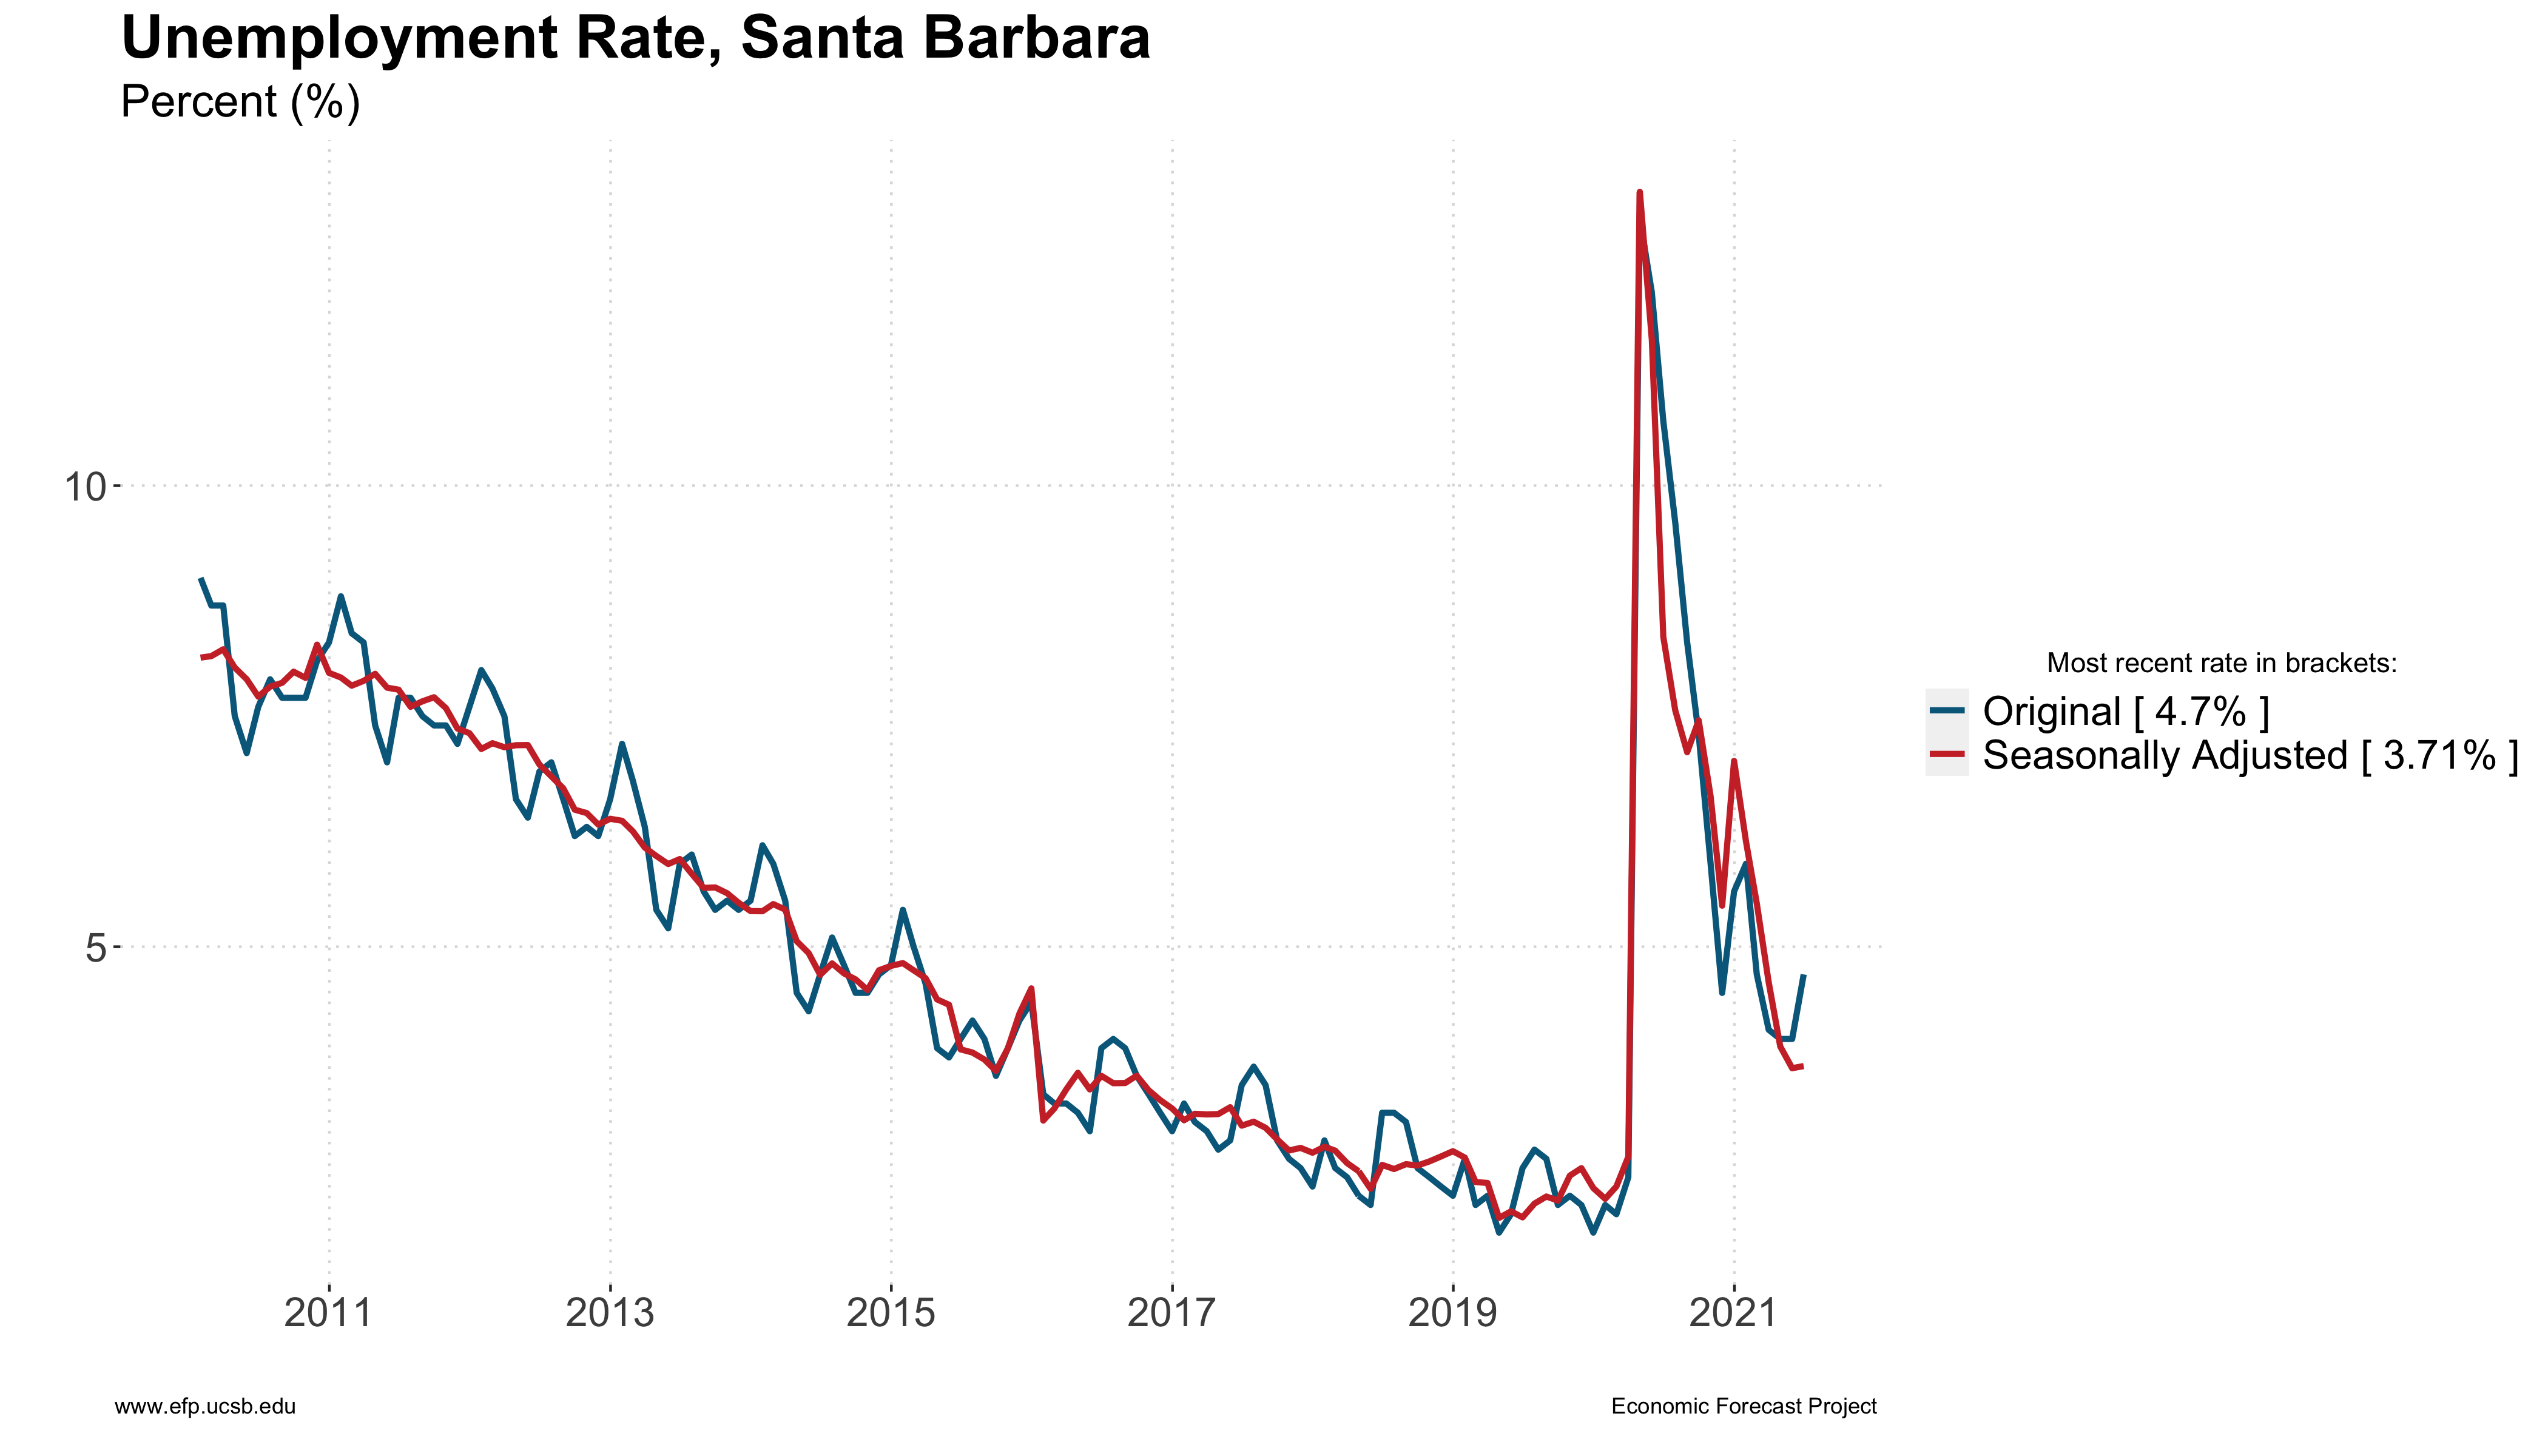 Unemployment Rate, Santa Barbara
Percent (%)
10
5
2011 2013 2015 2017 2019 2021
Most recent rate in brackets:
Original [ 4.7% ]
Seasonally Adjusted [ 3.71% ]
www.efp.ucsb.edu
Economic Forecast Project